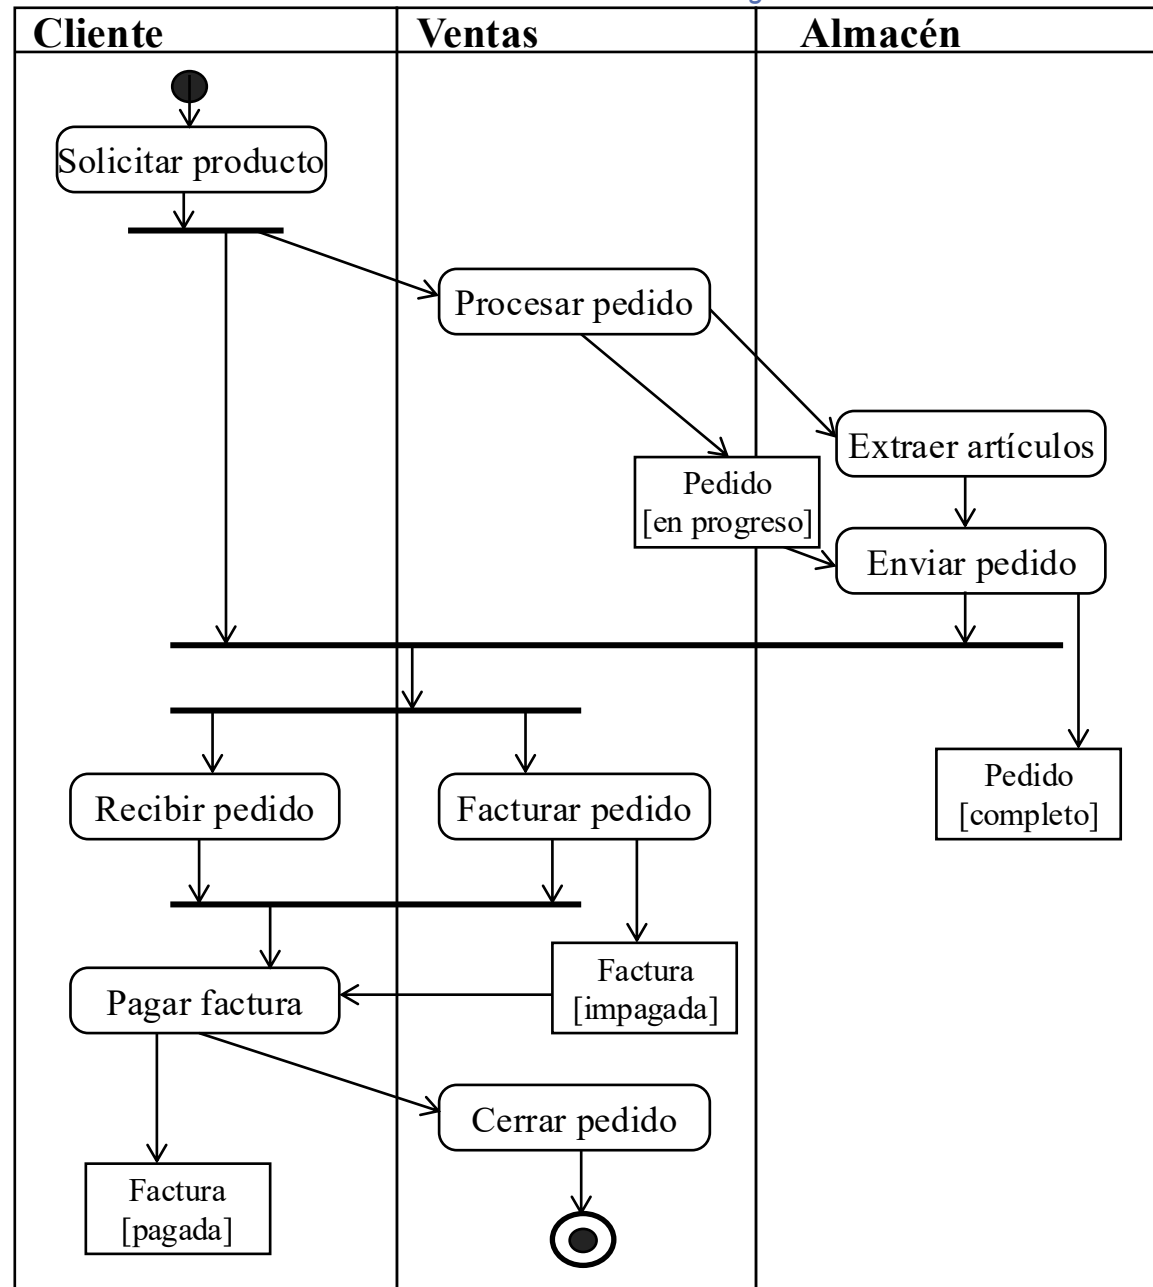 Cliente
Ventas
Almacén
Solicitar producto
Procesar pedido
Extraer artículos
Pedido
[en progreso]
Enviar pedido
Recibir pedido
Facturar pedido
Pedido
[completo]
Factura
[impagada]
Pagar factura
Cerrar pedido
Factura
[pagada]